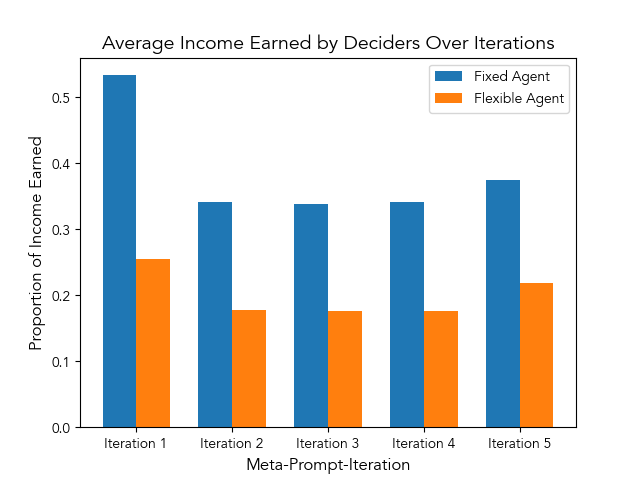 Average Income Earned by Deciders Over Iterations
Fixed Agent
Flexible Agent
Proportion of Income Earned
0.5
0.4
0.3
0.2
0.1
0.0
Iteration 1
Iteration 2
Iteration 3
Iteration 4
Iteration 5
Meta-Prompt-Iteration